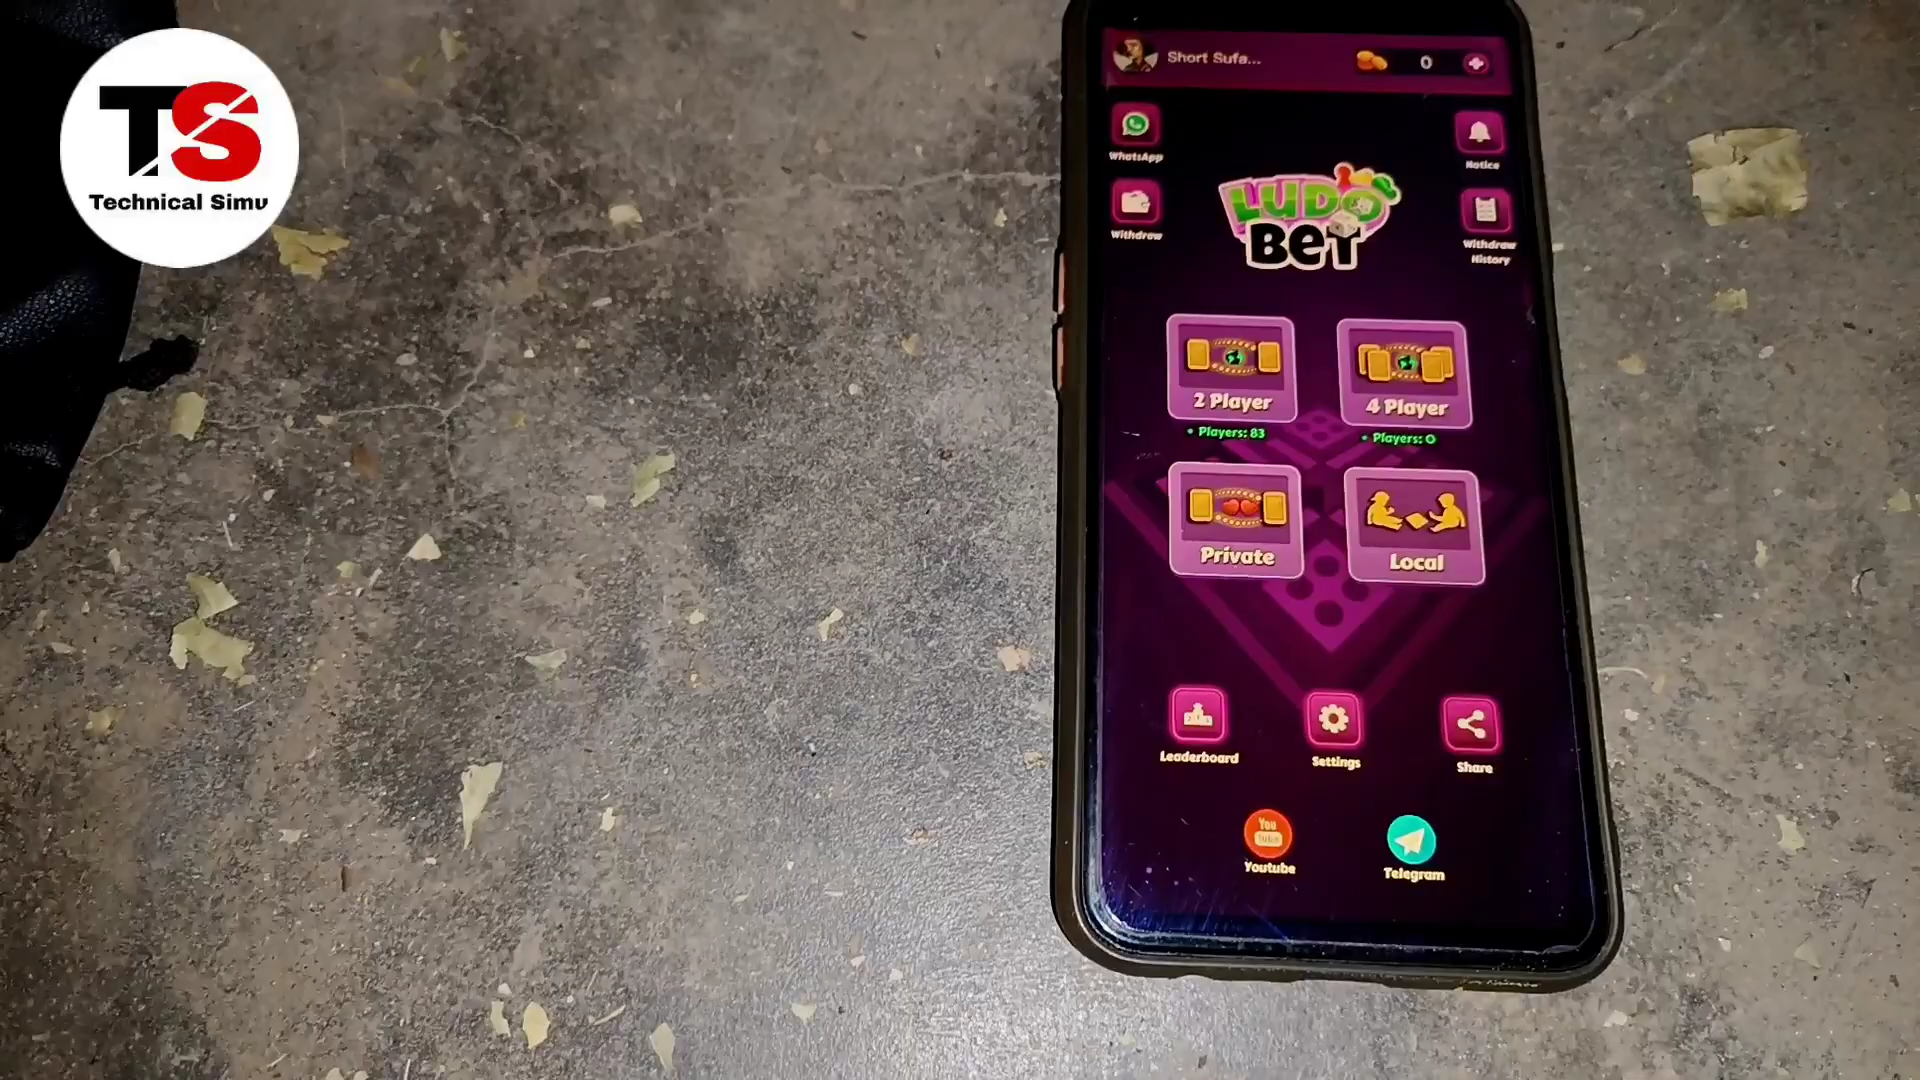 TS
Technical Simu
Short Sufa...
0
WhatsApp
Notice
LUDO
BET
Withdraw
Withdraw
History
2 Player
4 Player
• Players: 83
• Players: 0
Private
Local
Leaderboard
Settings
Share
You
Tube
Youtube
Telegram